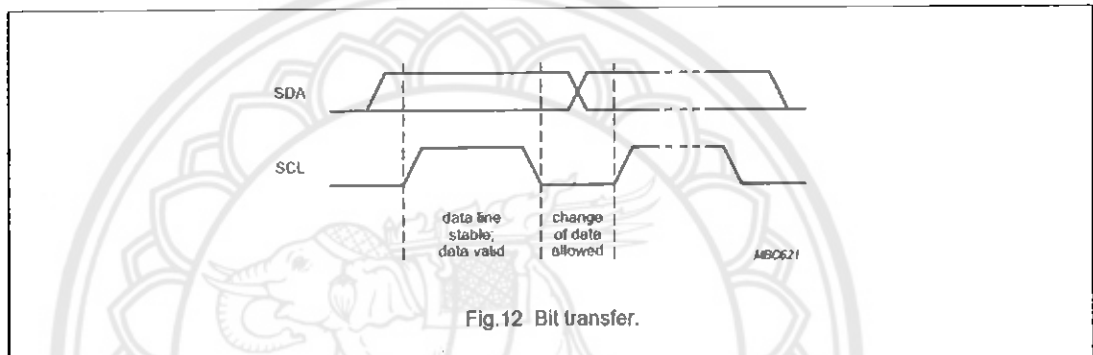 SDA
SCL
data line
stable;
data valid
change
of data
allowed
MBC621
Fig.12 Bit transfer.